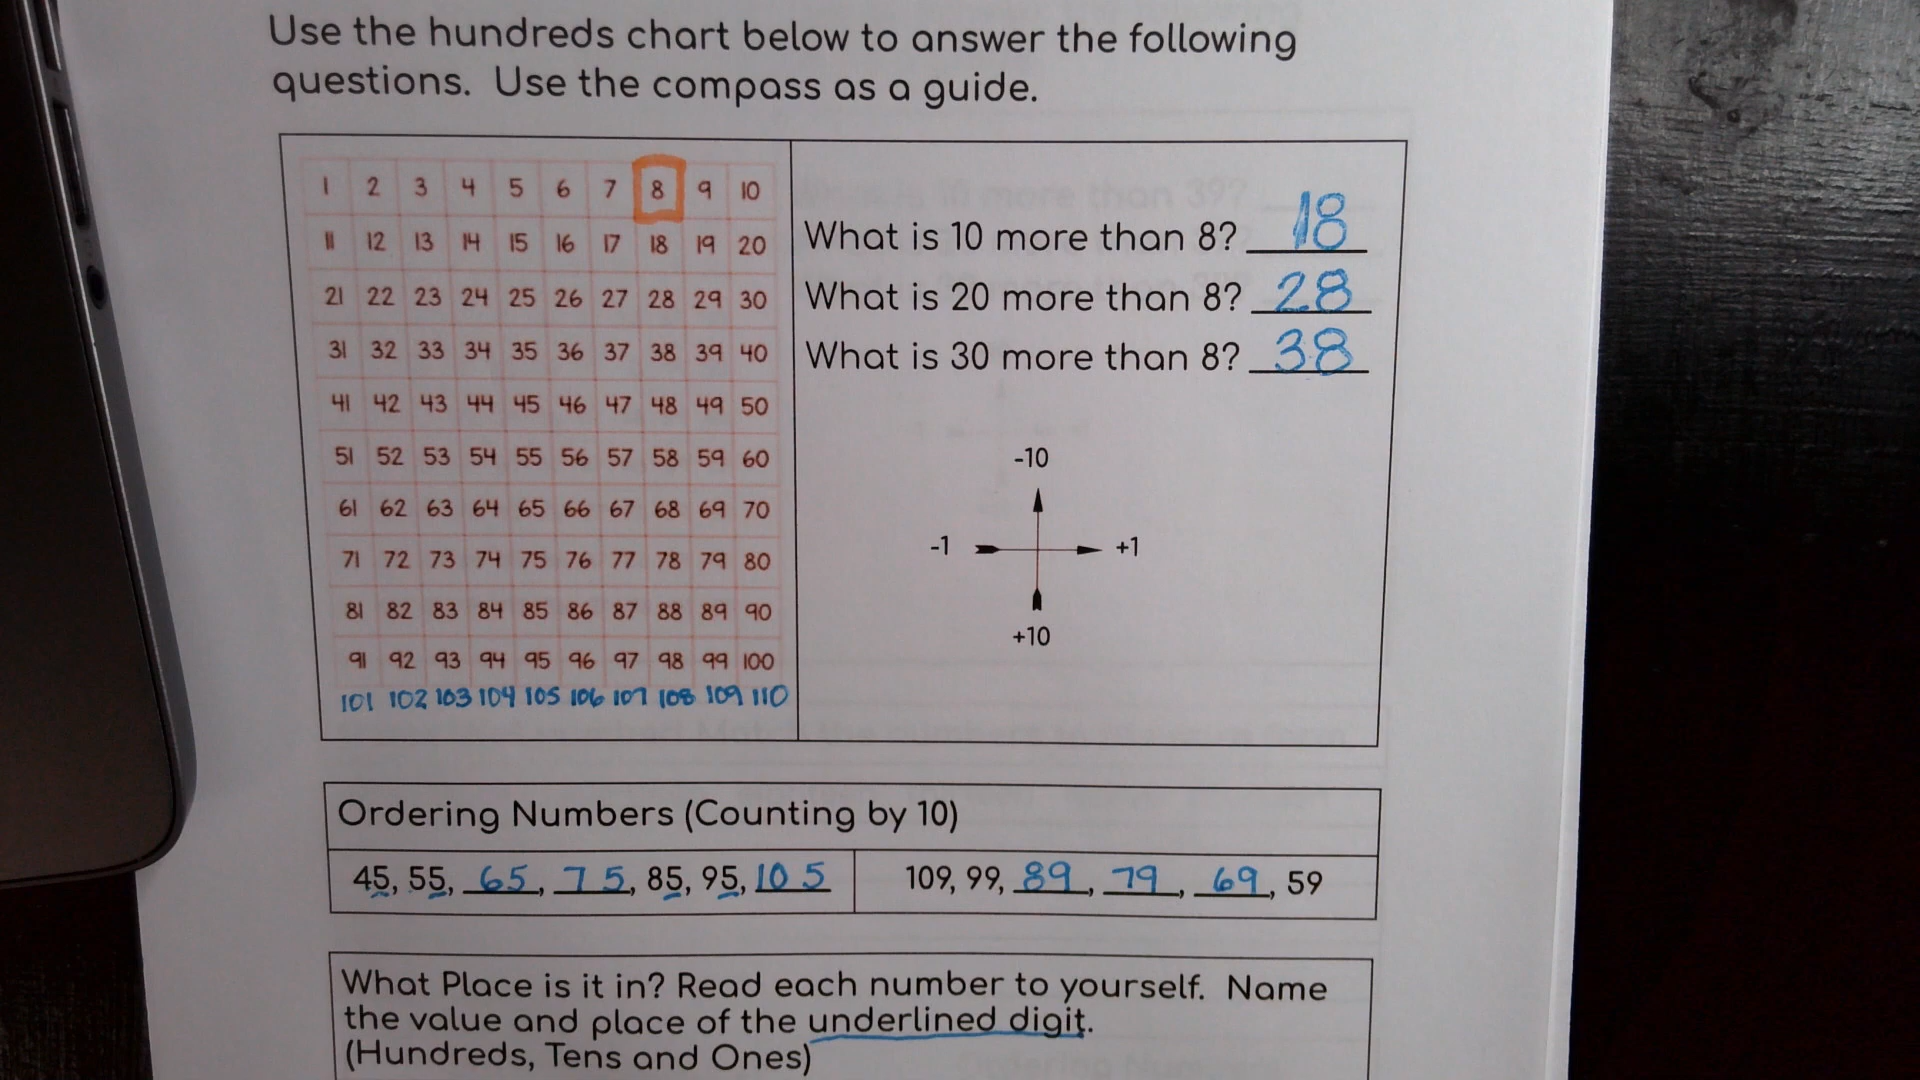 Use the hundreds chart below to answer the following
questions. Use the compass as a guide.
1 2 3 4 5 6 7 8 9 10
11 12 13 14 15 16 17 18 19 20
21 22 23 24 25 26 27 28 29 30
31 32 33 34 35 36 37 38 39 40
41 42 43 44 45 46 47 48 49 50
51 52 53 54 55 56 57 58 59 60
61 62 63 64 65 66 67 68 69 70
71 72 73 74 75 76 77 78 79 80
81 82 83 84 85 86 87 88 89 90
91 92 93 94 95 96 97 98 99 100
101 102 103 104 105 106 107 108 109 110
What is 10 more than 8? 18
What is 20 more than 8? 28
What is 30 more than 8? 38
-10
-1 +1
+10
Ordering Numbers (Counting by 10)
45, 55, 65, 75, 85, 95, 105
109, 99, 89, 79, 69, 59
What Place is it in? Read each number to yourself. Name
the value and place of the underlined digit.
(Hundreds, Tens and Ones)